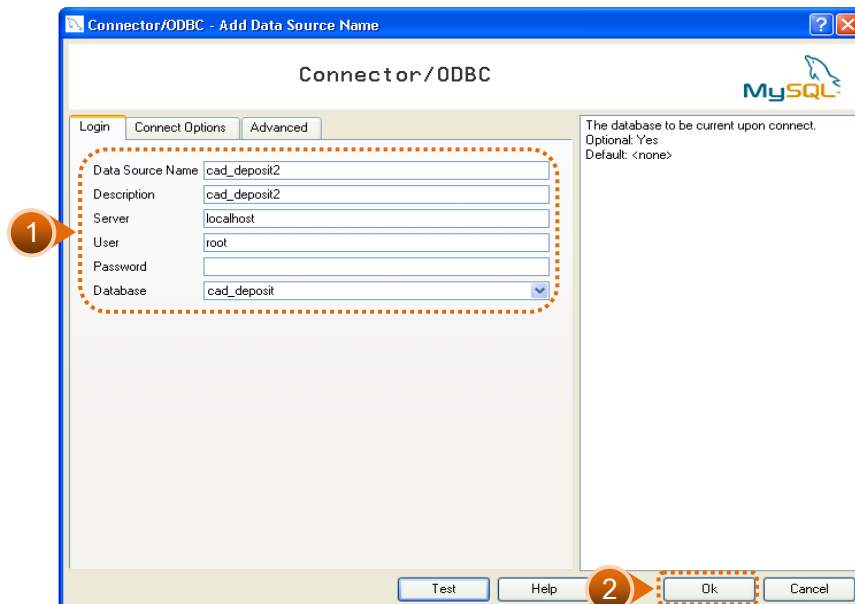 Connector/ODBC - Add Data Source Name
Connector/ODBC
MySQL
Login
Connect Options
Advanced
The database to be current upon connect.
Optional: Yes
Default: <none>
1
Data Source Name cad_deposit2
Description cad_deposit2
Server localhost
User root
Password
Database cad_deposit
Test
Help
2
Ok
Cancel